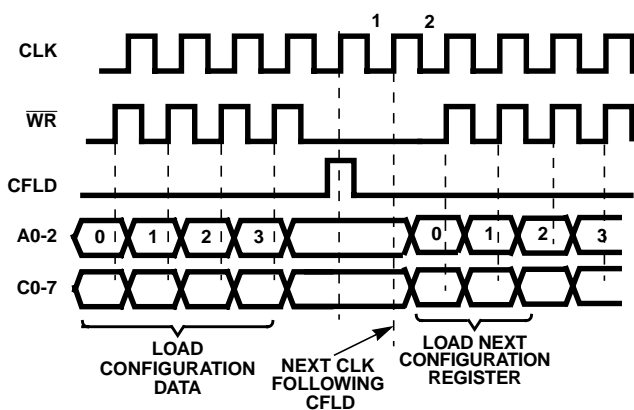 1 2
CLK
WR
CFLD
A0-2 0 1 2 3 0 1 2 3
C0-7
LOAD
CONFIGURATION
DATA
NEXT CLK
FOLLOWING
CFLD
LOAD NEXT
CONFIGURATION
REGISTER